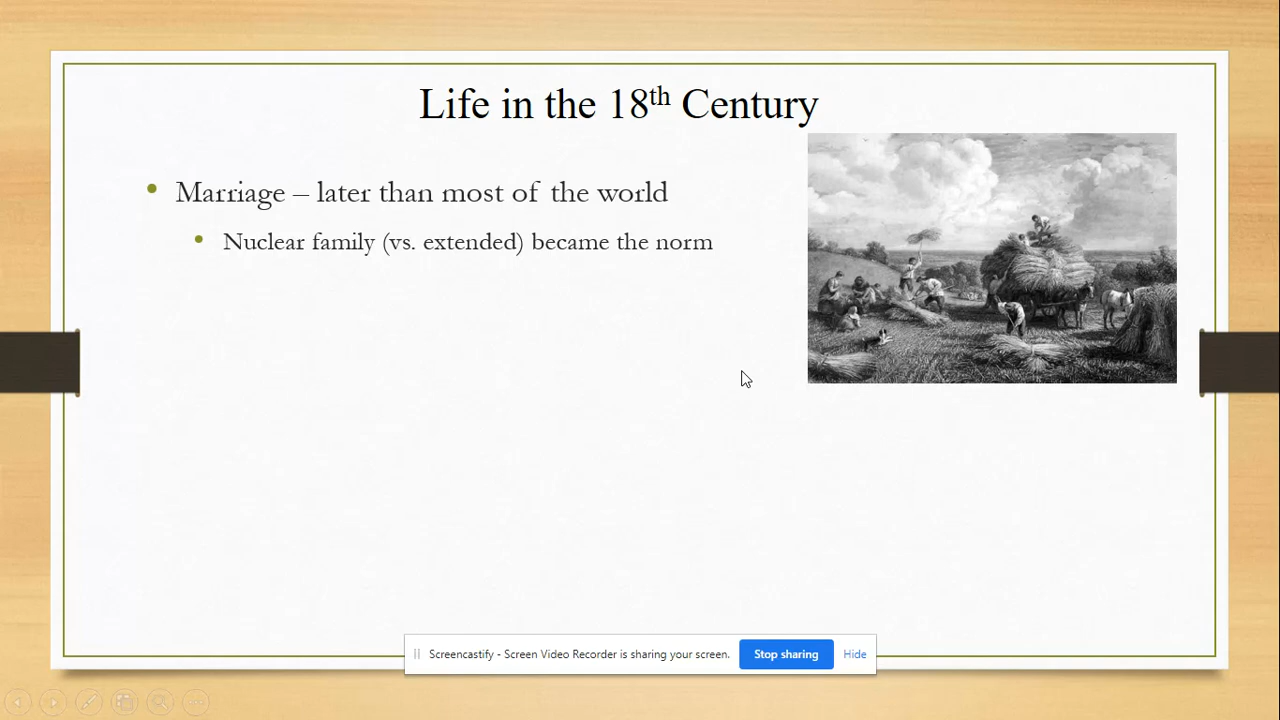 Life in the 18th Century
Marriage – later than most of the world
Nuclear family (vs. extended) became the norm
Screencastify - Screen Video Recorder is sharing your screen.
Stop sharing
Hide